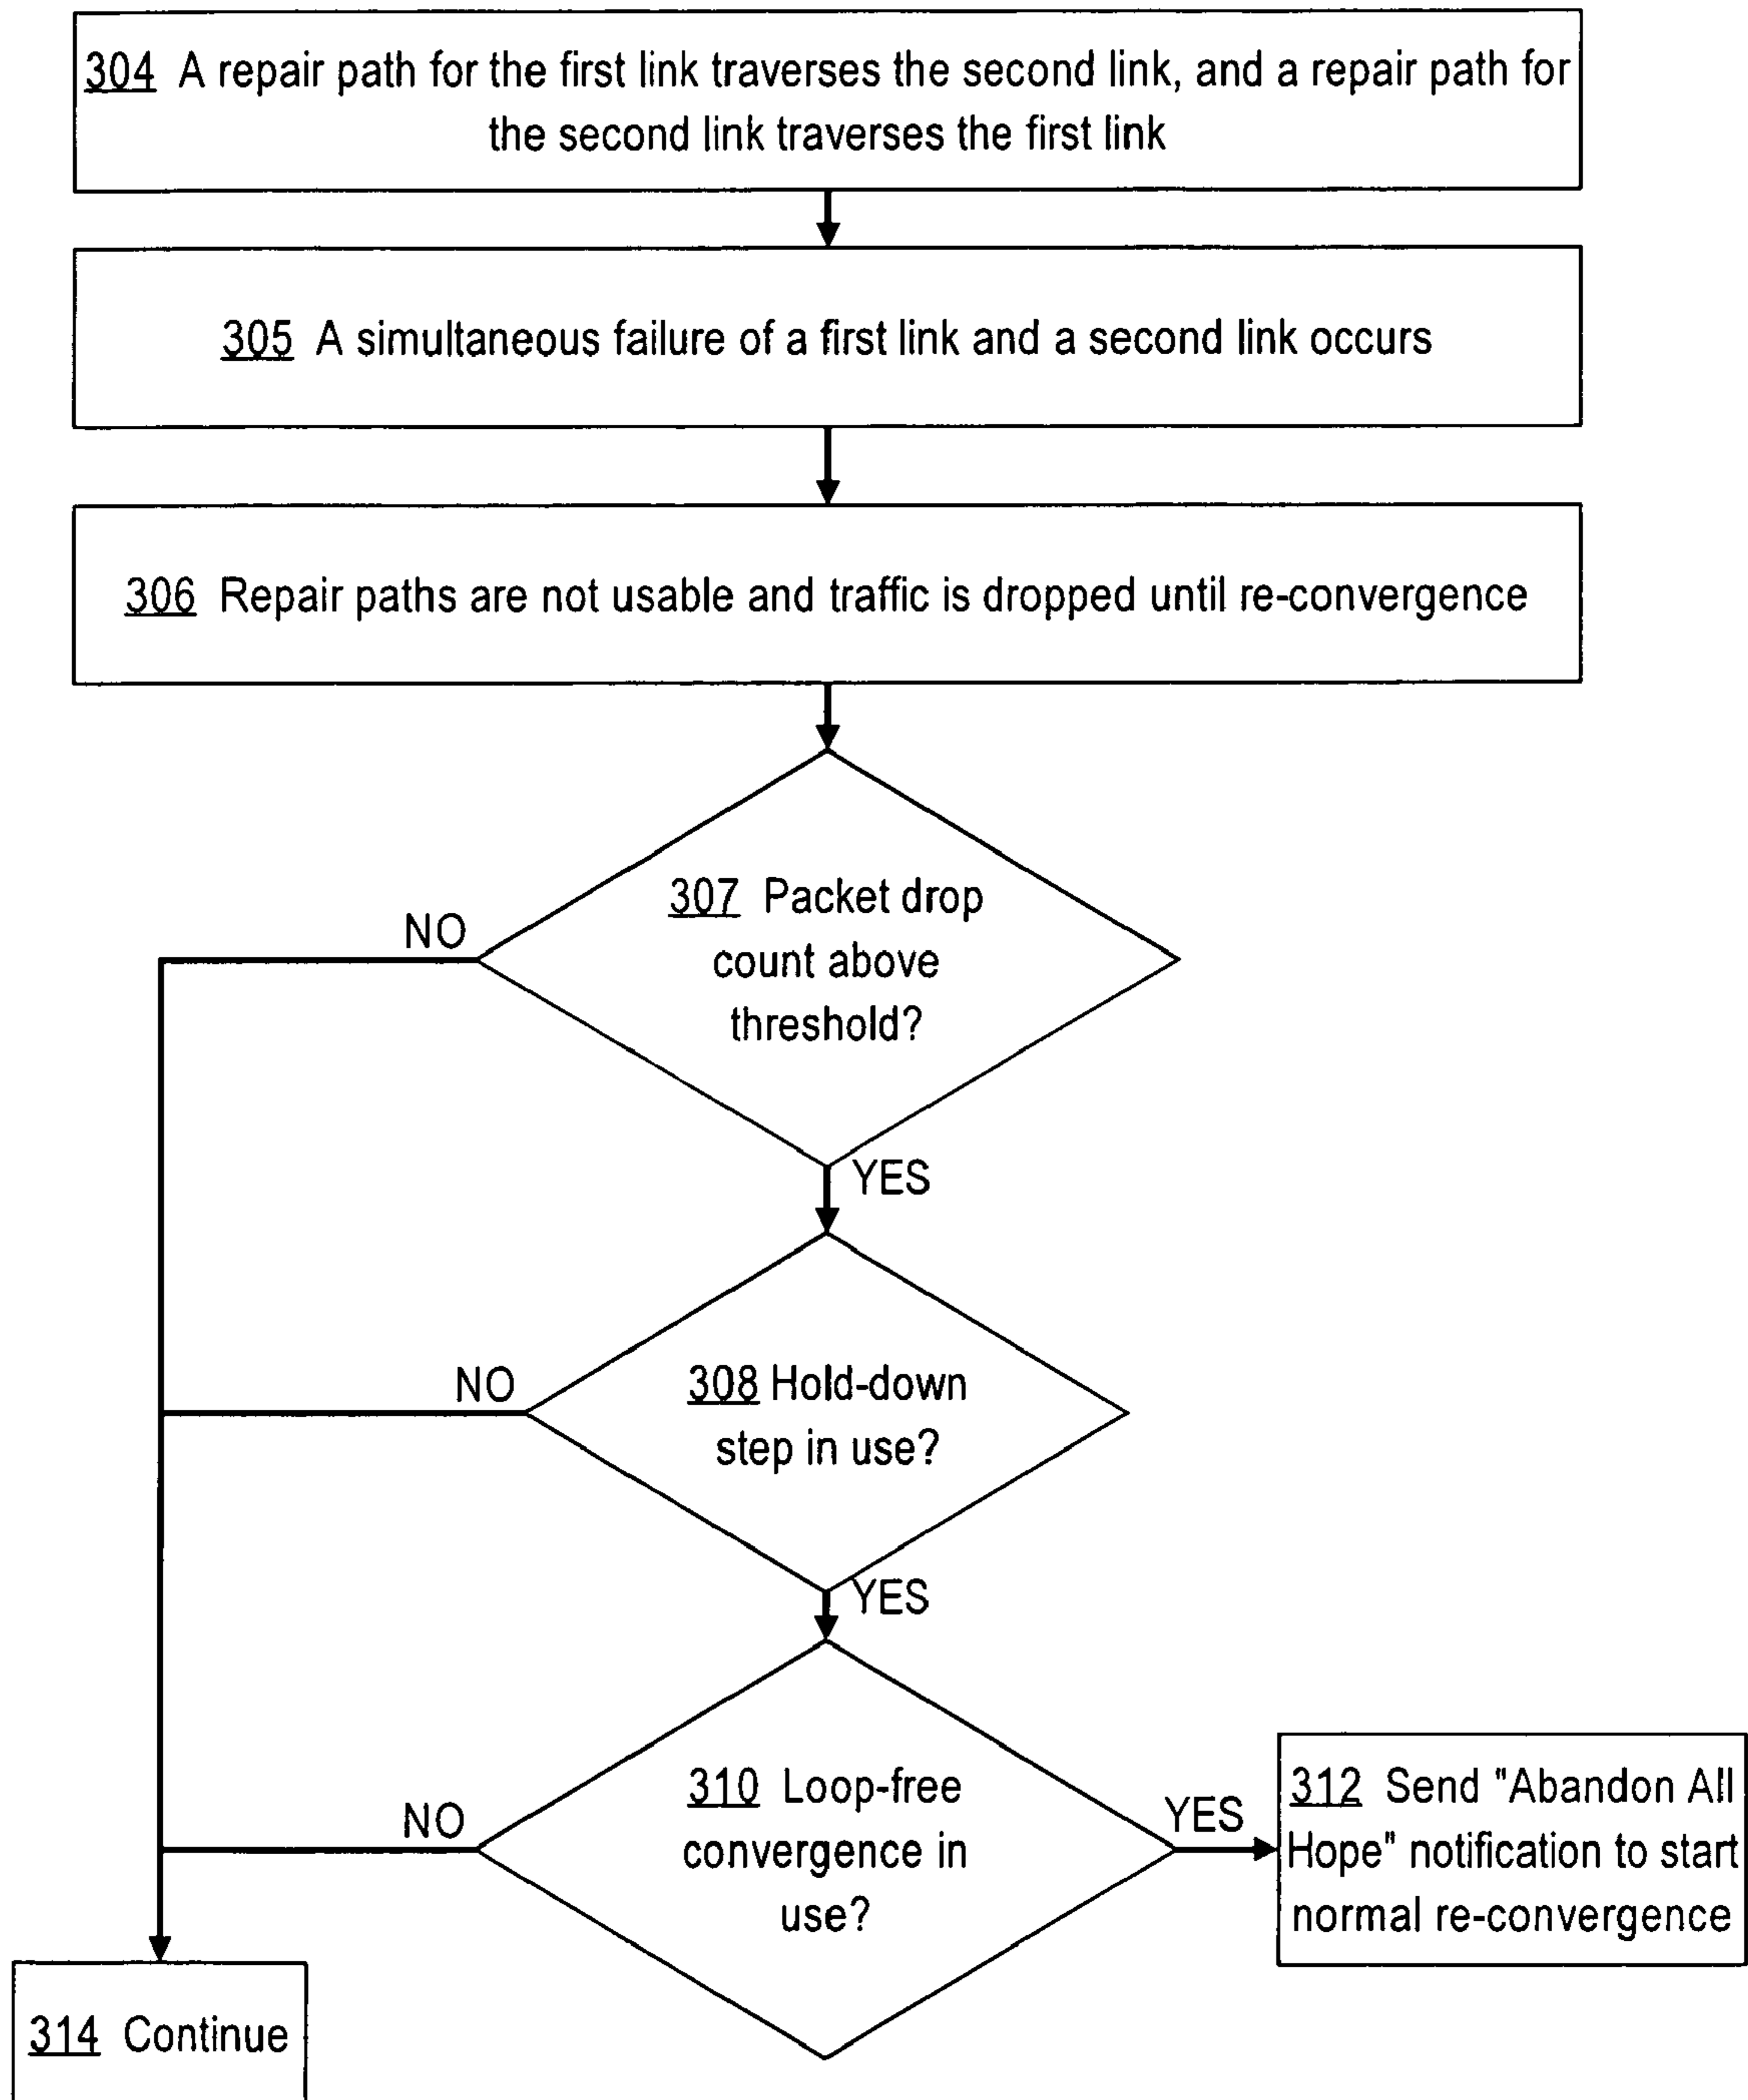 304 A repair path for the first link traverses the second link, and a repair path for
the second link traverses the first link
305 A simultaneous failure of a first link and a second link occurs
306 Repair paths are not usable and traffic is dropped until re-convergence
307 Packet drop
count above
threshold?
NO
YES
308 Hold-down
step in use?
NO
YES
310 Loop-free
convergence in
use?
NO
YES
312 Send "Abandon All
Hope" notification to start
normal re-convergence
314 Continue